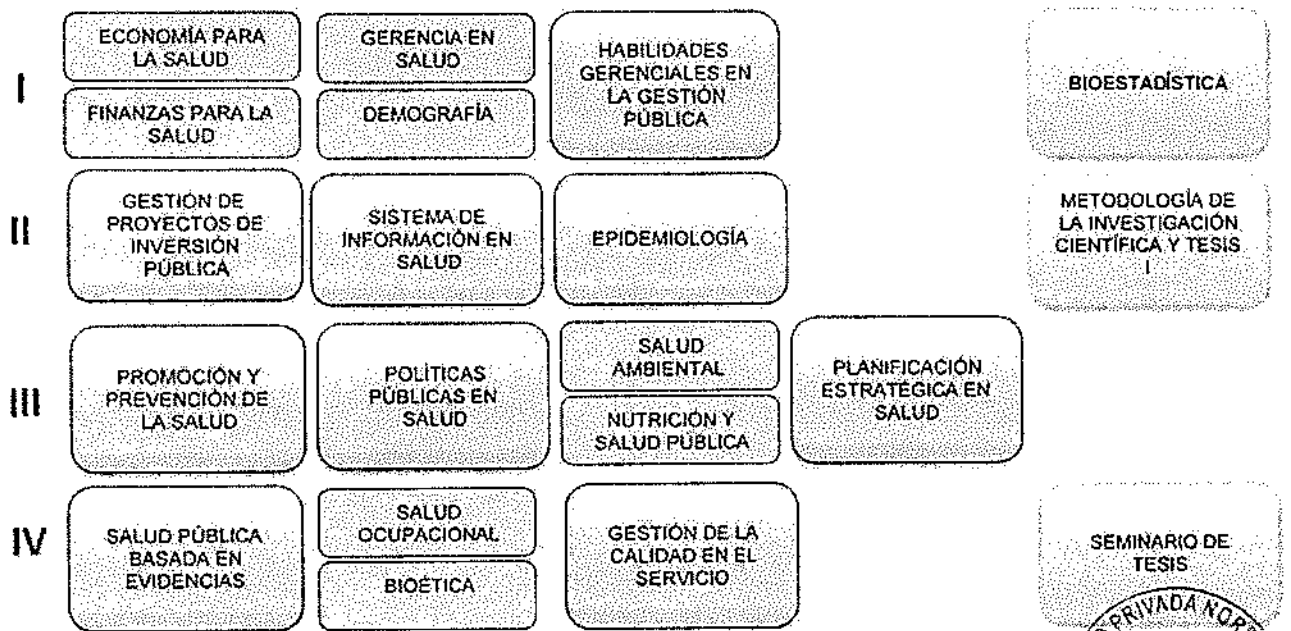 I
ECONOMÍA PARA
LA SALUD
GERENCIA EN
SALUD
HABILIDADES
GERENCIALES EN
LA GESTIÓN
PÚBLICA
BIOESTADÍSTICA
FINANZAS PARA LA
SALUD
DEMOGRAFÍA
II
GESTIÓN DE
PROYECTOS DE
INVERSIÓN
PÚBLICA
SISTEMA DE
INFORMACIÓN EN
SALUD
EPIDEMIOLOGÍA
METODOLOGÍA DE
LA INVESTIGACIÓN
CIENTÍFICA Y TESIS
I
III
PROMOCIÓN Y
PREVENCIÓN DE
LA SALUD
POLÍTICAS
PÚBLICAS EN
SALUD
SALUD
AMBIENTAL
NUTRICIÓN Y
SALUD PÚBLICA
PLANIFICACIÓN
ESTRATÉGICA EN
SALUD
IV
SALUD PÚBLICA
BASADA EN
EVIDENCIAS
SALUD
OCUPACIONAL
BIOÉTICA
GESTIÓN DE LA
CALIDAD EN EL
SERVICIO
SEMINARIO DE
TESIS
PRIVADA NOR